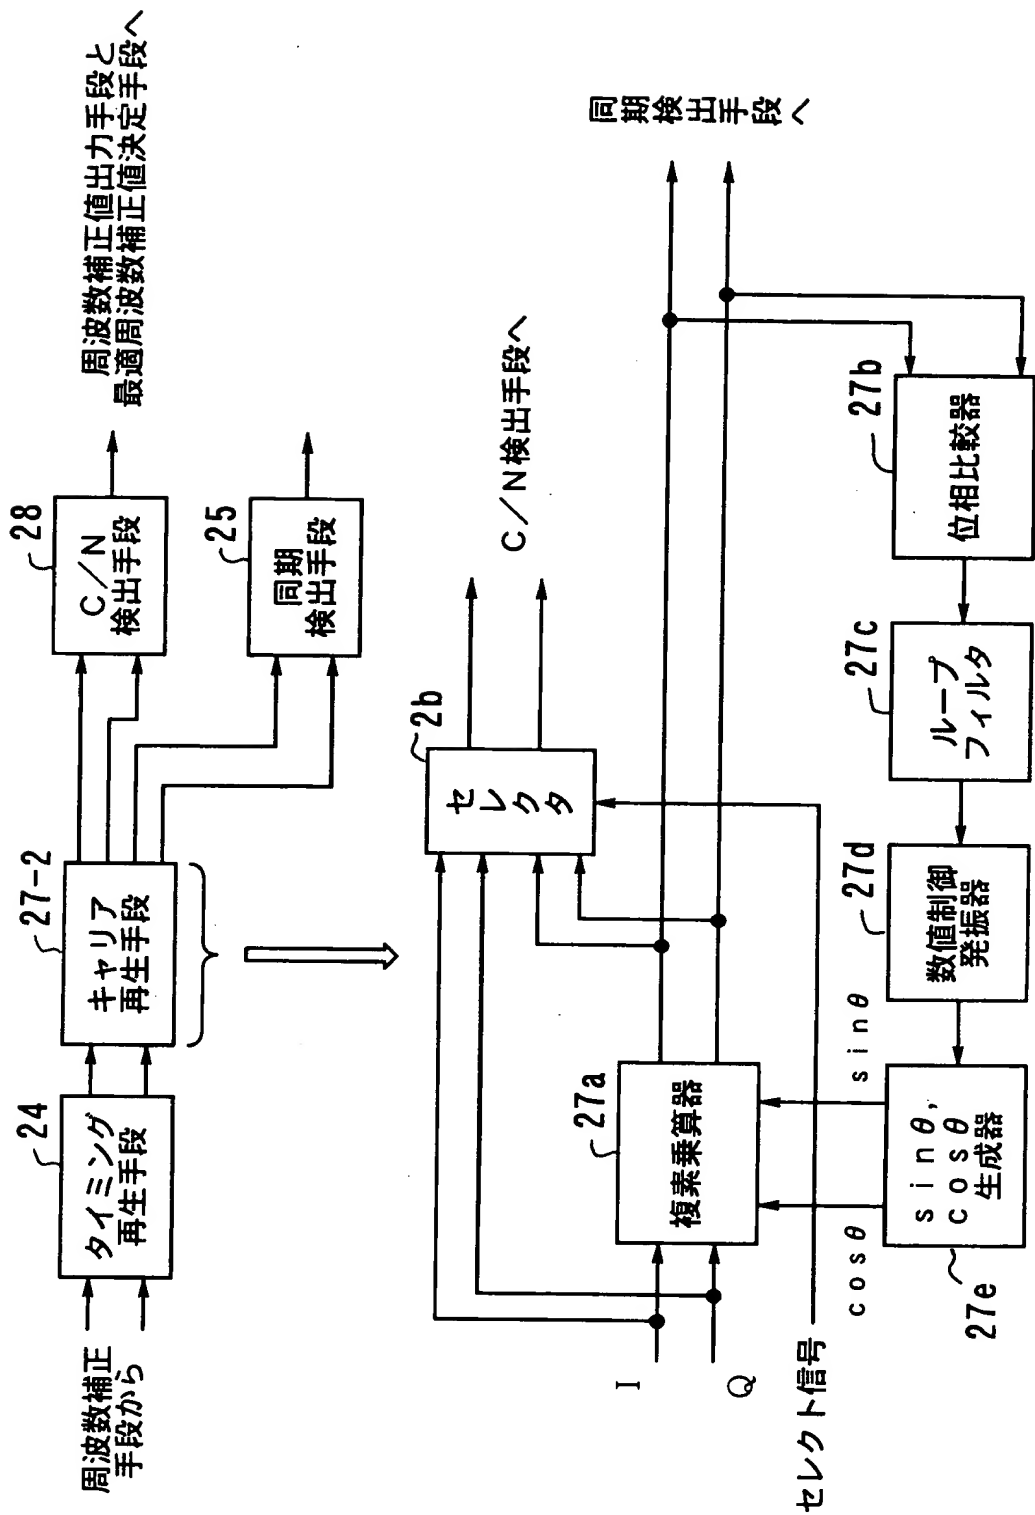 周波数補正
手段から
24
タイミング
再生手段
27-2
キャリア
再生手段
28
C/N
検出手段
25
同期
検出手段
周波数補正値出力手段と
最適周波数補正値決定手段へ
I
Q
セレクト信号
27a
複素乗算器
2b
セレクタ
C/N検出手段へ
同期検出手段へ
cosθ
sinθ
27e
sinθ,
cosθ
生成器
27d
数値制御
発振器
27c
ループ
フィルタ
27b
位相比較器